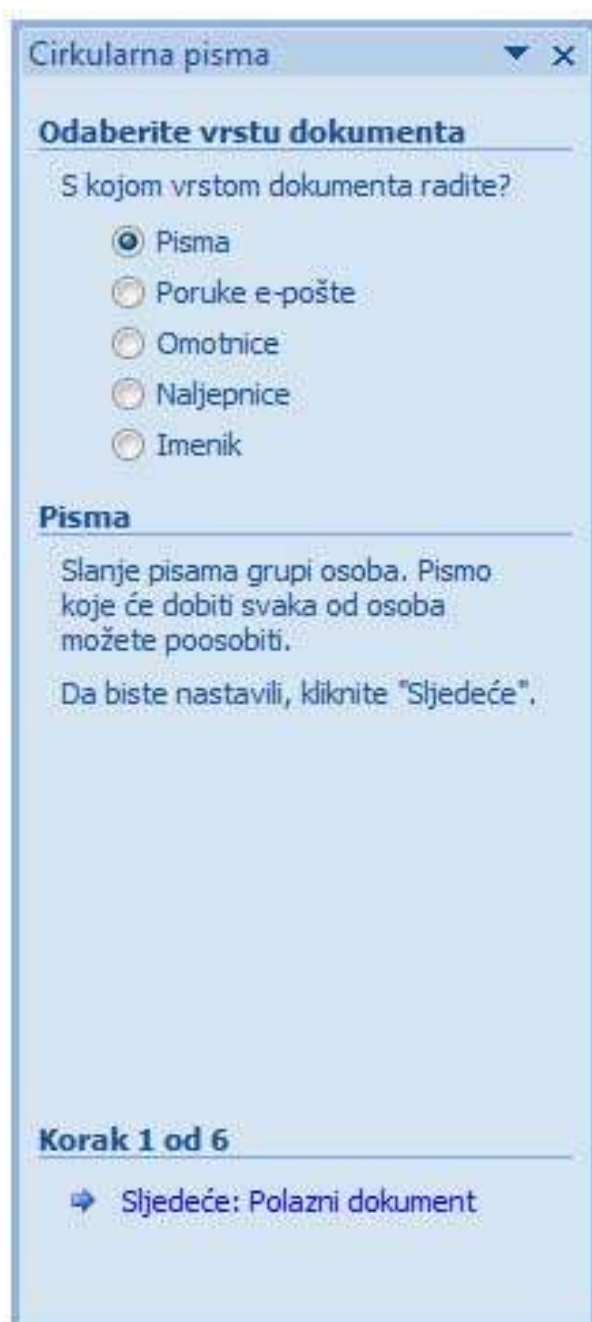 Cirkularna pisma
Odaberite vrstu dokumenta
S kojom vrstom dokumenta radite?
Pisma
Poruke e-pošte
Omotnice
Naljepnice
Imenik
Pisma
Slanje pisama grupi osoba. Pismo
koje će dobiti svaka od osoba
možete poosobiti.
Da biste nastavili, kliknite "Sljedeće".
Korak 1 od 6
Sljedeće: Polazni dokument